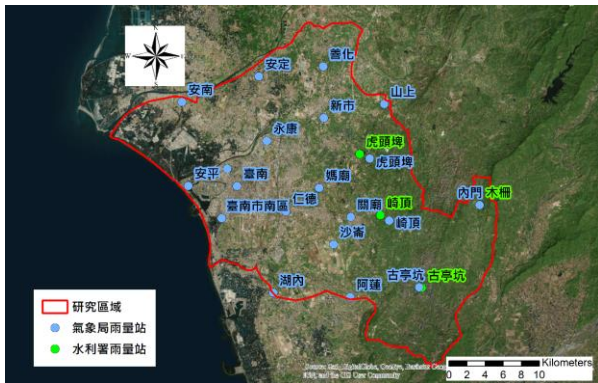 N
W
E
S
善化
安定
安南
山上
新市
永康
虎頭埤
虎頭埤
安平
臺南
媽廟
內門
木柵
仁德
臺南市南區
關廟
崎頂
崎頂
沙崙
湖內
阿蓮
古亭坑
古亭坑
研究區域
氣象局雨量站
水利署雨量站
Kilometers
0 2 4 6 8 10